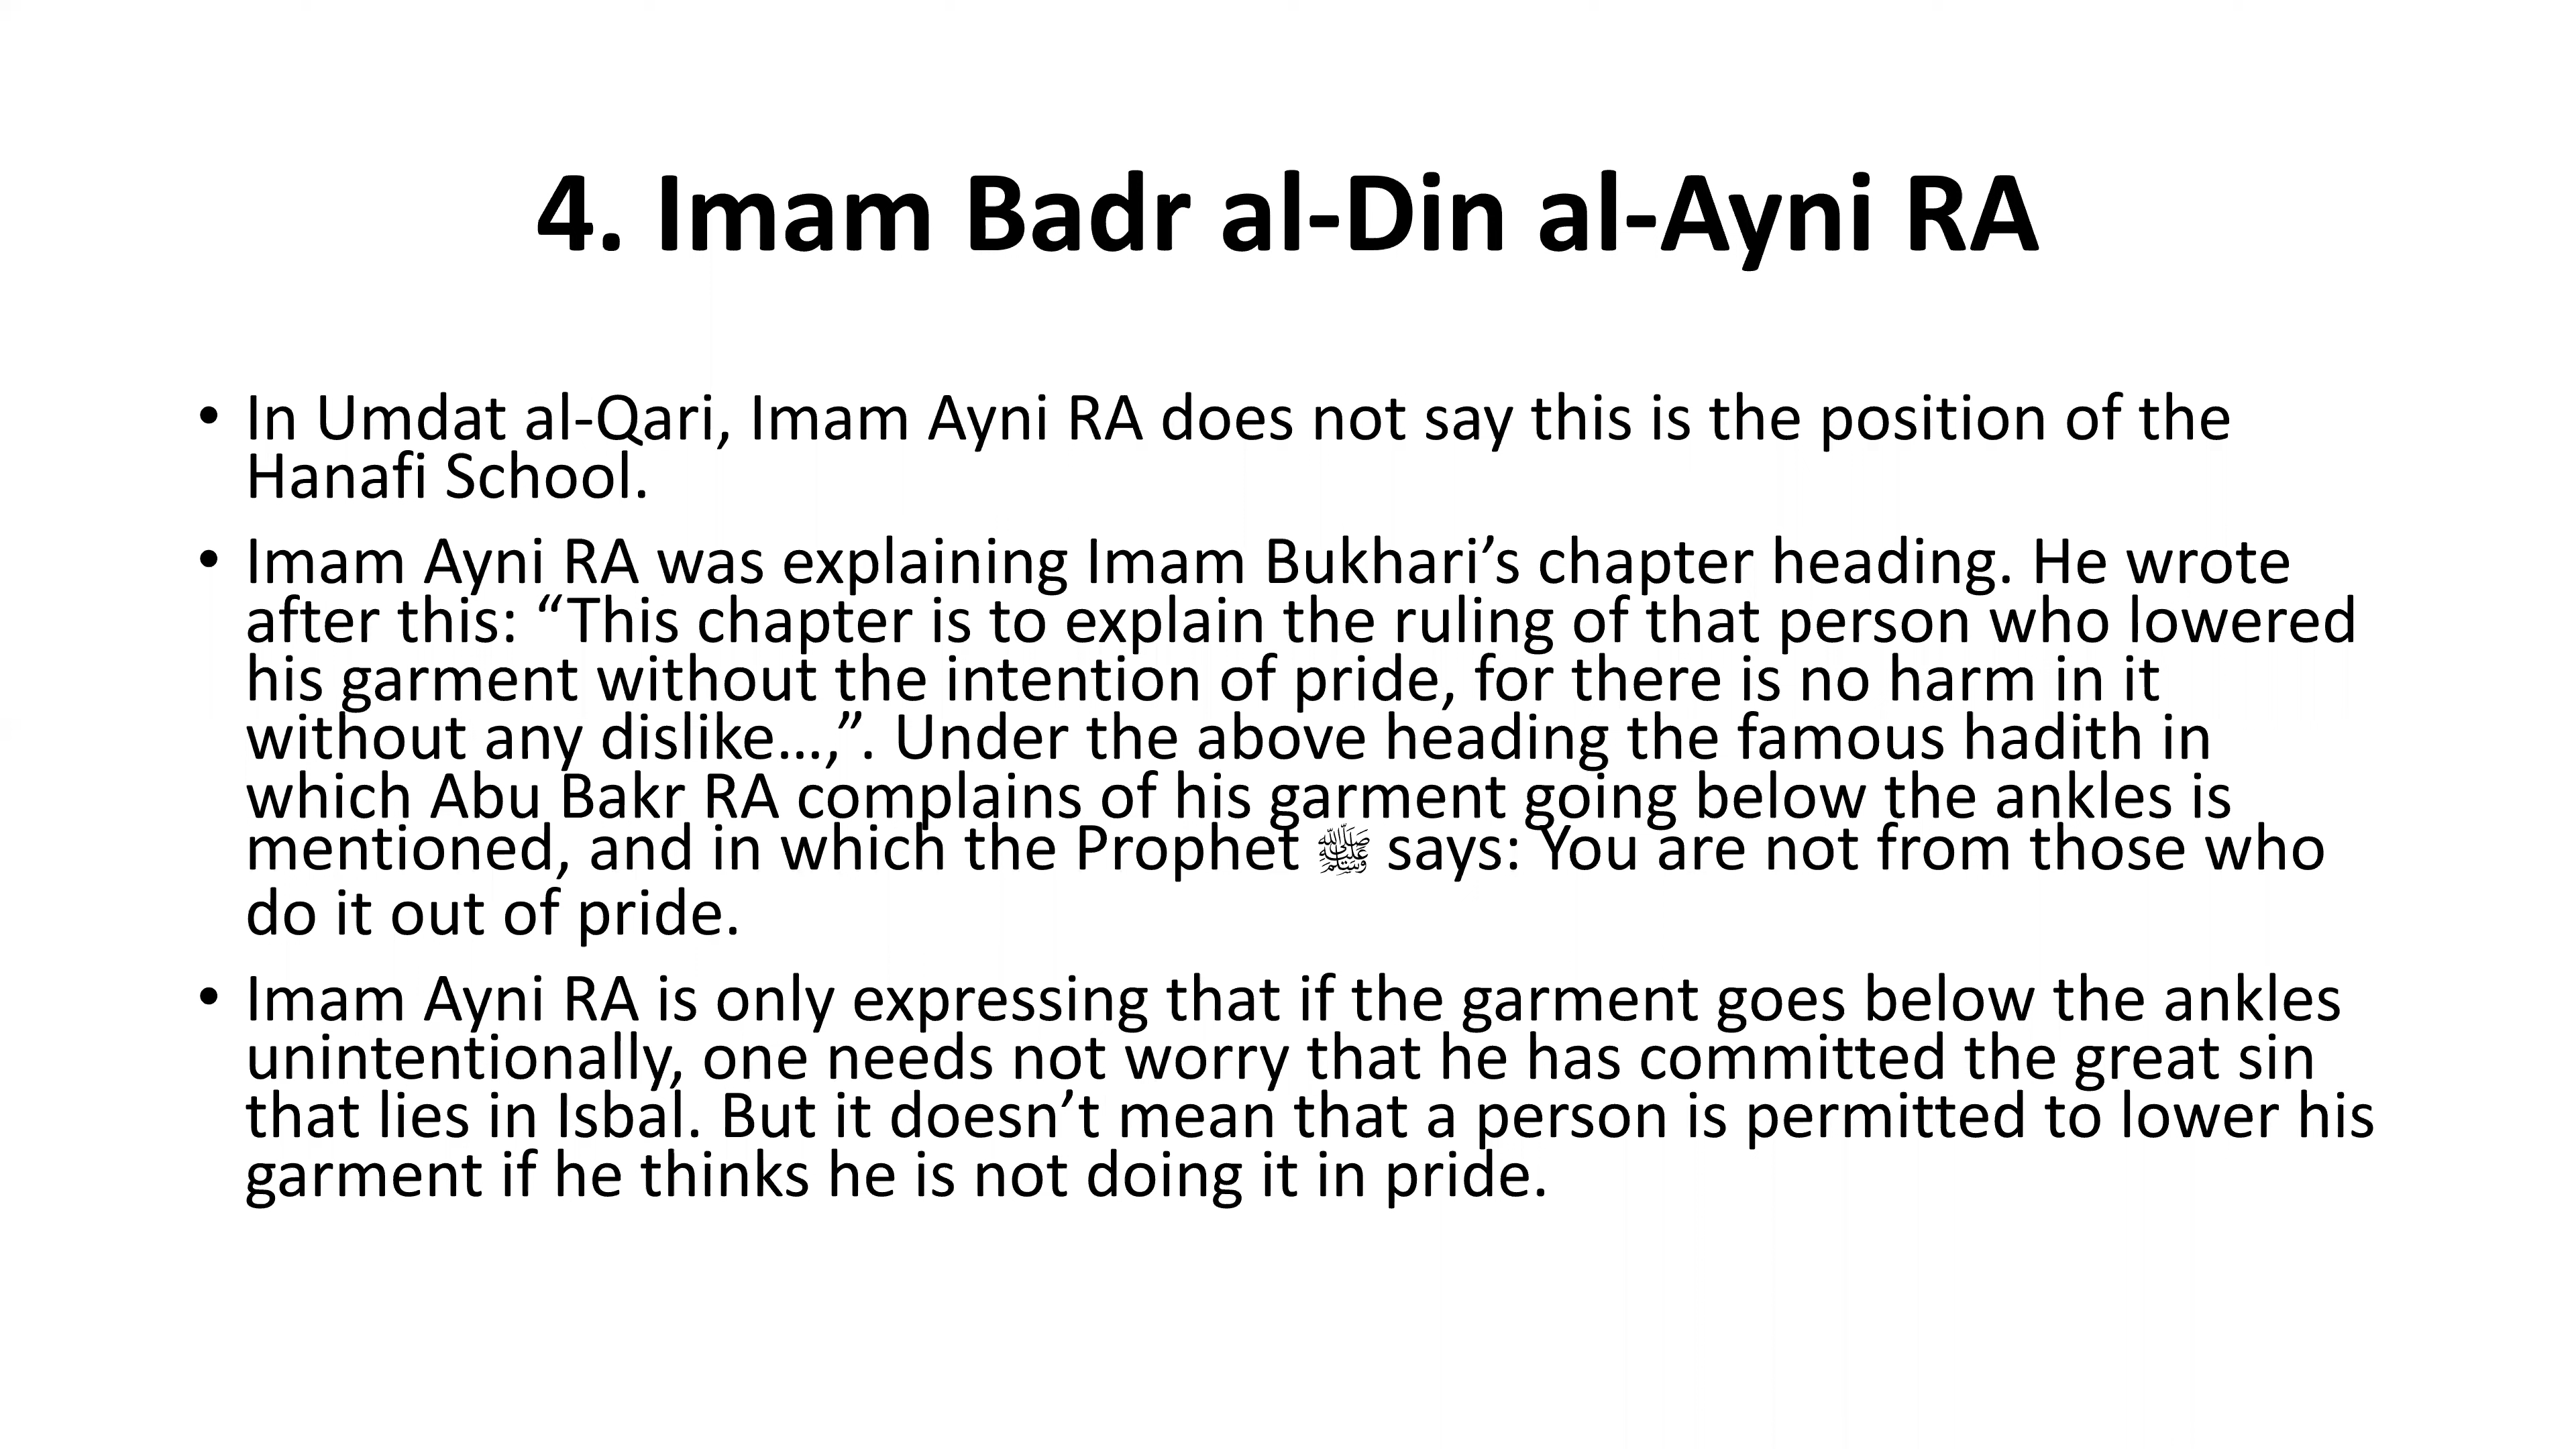 4. Imam Badr al-Din al-Ayni RA
• In Umdat al-Qari, Imam Ayni RA does not say this is the position of the
Hanafi School.
• Imam Ayni RA was explaining Imam Bukhari’s chapter heading. He wrote
after this: “This chapter is to explain the ruling of that person who lowered
his garment without the intention of pride, for there is no harm in it
without any dislike…,”. Under the above heading the famous hadith in
which Abu Bakr RA complains of his garment going below the ankles is
mentioned, and in which the Prophet ﷺ says: You are not from those who
do it out of pride.
• Imam Ayni RA is only expressing that if the garment goes below the ankles
unintentionally, one needs not worry that he has committed the great sin
that lies in Isbal. But it doesn’t mean that a person is permitted to lower his
garment if he thinks he is not doing it in pride.